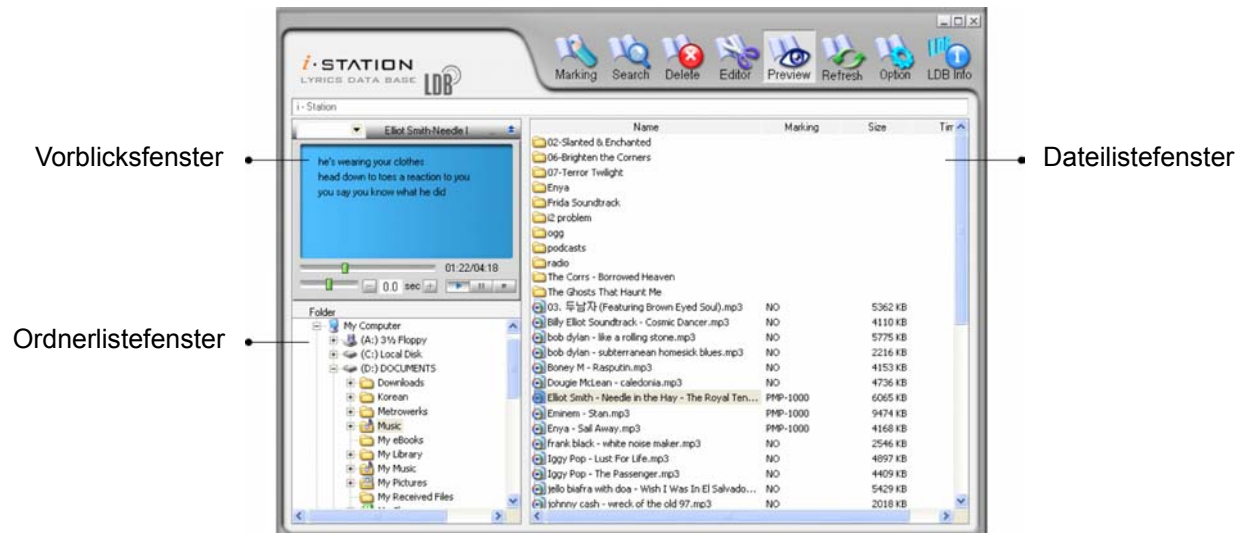 i·STATION
LYRICS DATA BASE LDB
Marking Search Delete Editor Preview Refresh Option LDB Info
i - Station
Elliot Smith-Needle I
he's wearing your clothes
head down to toes a reaction to you
you say you know what he did
01:22/04:18
0.0 sec
Folder
My Computer
(A:) 3½ Floppy
(C:) Local Disk
(D:) DOCUMENTS
Downloads
Korean
Metrowerks
Music
My eBooks
My Library
My Music
My Pictures
My Received Files
Name Marking Size Tim
02-Slanted & Enchanted
06-Brighten the Corners
07-Terror Twilight
Enya
Frida Soundtrack
i2 problem
ogg
podcasts
radio
The Corrs - Borrowed Heaven
The Ghosts That Haunt Me
03. 두남자 (Featuring Brown Eyed Soul).mp3 NO 5362 KB
Billy Elliot Soundtrack - Cosmic Dancer.mp3 NO 4110 KB
bob dylan - like a rolling stone.mp3 NO 5775 KB
bob dylan - subterranean homesick blues.mp3 NO 2216 KB
Boney M - Rasputin.mp3 NO 4153 KB
Dougie McLean - caledonia.mp3 NO 4736 KB
Elliot Smith - Needle in the Hay - The Royal Ten... PMP-1000 6065 KB
Eminem - Stan.mp3 PMP-1000 9474 KB
Enya - Sail Away.mp3 PMP-1000 4168 KB
frank black - white noise maker.mp3 NO 2546 KB
Iggy Pop - Lust For Life.mp3 NO 4897 KB
Iggy Pop - The Passenger.mp3 NO 4409 KB
jello biafra with doa - Wish I Was In El Salvado... NO 5429 KB
johnny cash - wreck of the old 97.mp3 NO 2018 KB
Vorblicksfenster
Ordnerlistefenster
Dateilistefenster